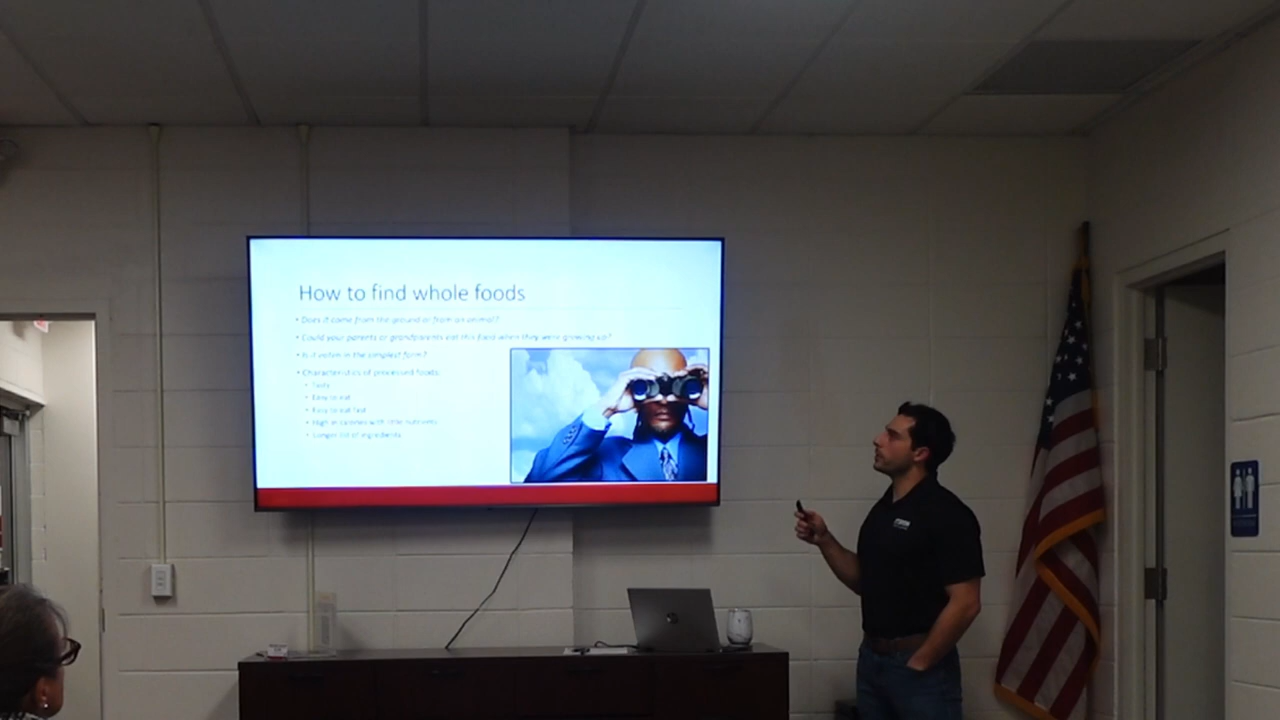 How to find whole foods
• Does it come from the ground or from an animal?
• Could your parents or grandparents eat this food when they were growing up?
• Is it eaten in the simplest form?
• Characteristics of processed foods:
• Tasty
• Easy to eat
• Easy to eat fast
• High in calories with little nutrients
• Longer list of ingredients
hp